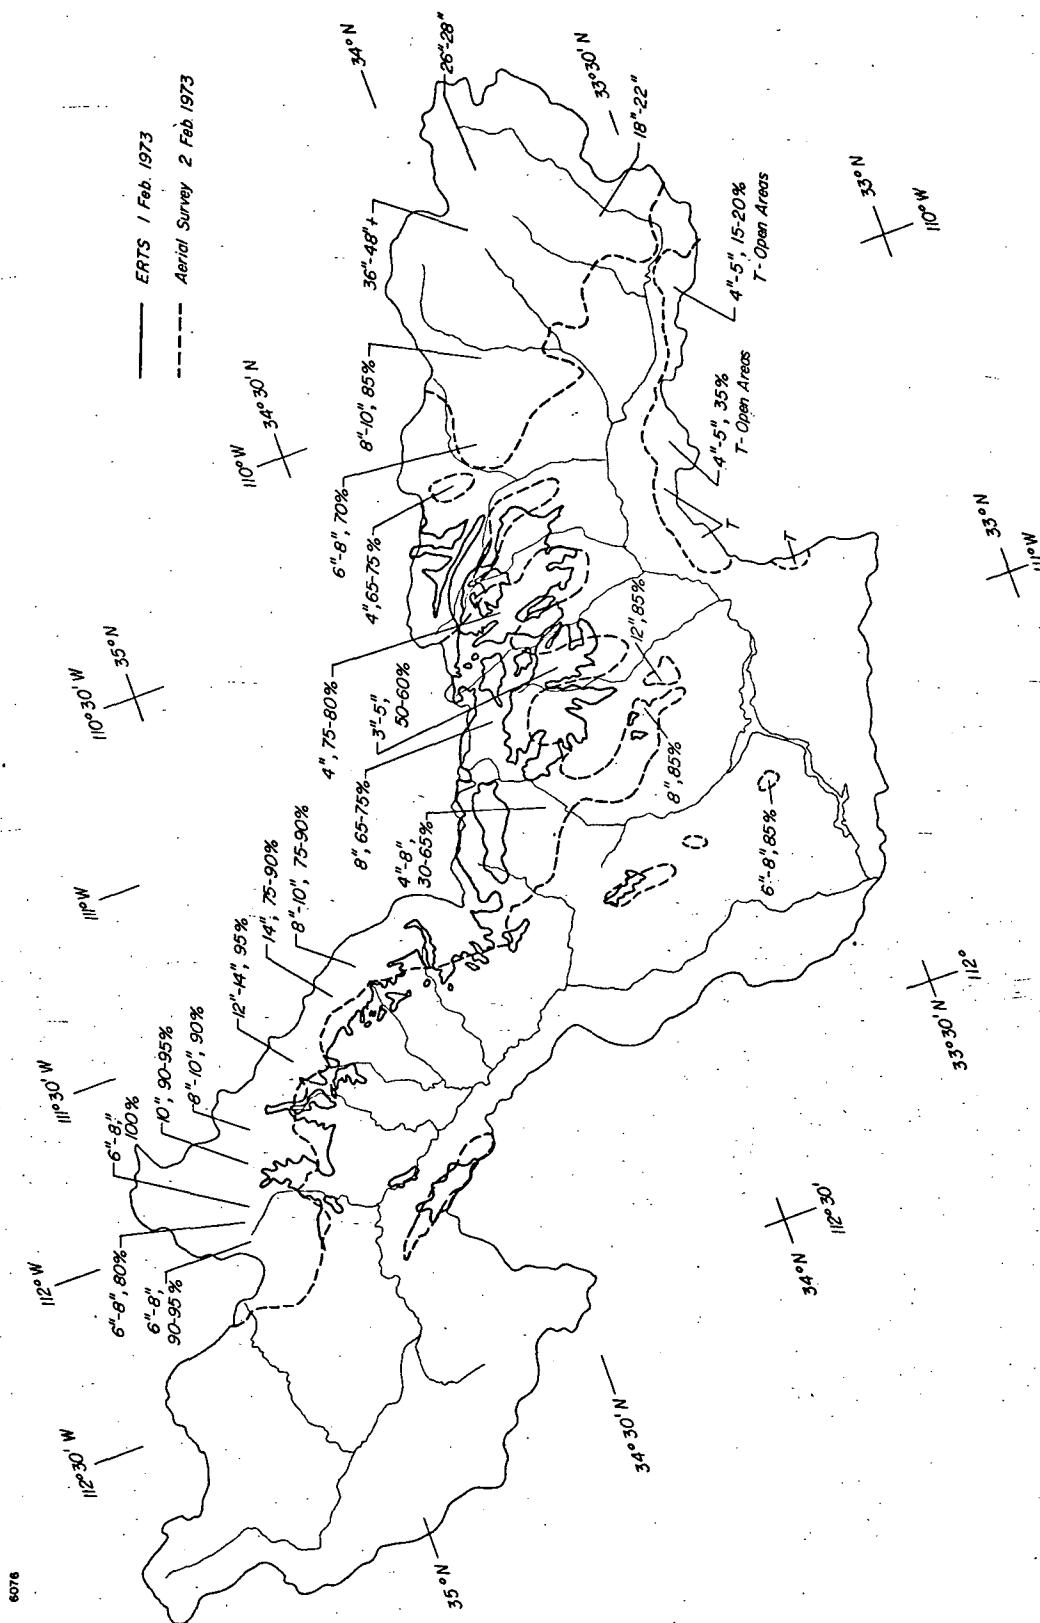 6076
ERTS 1 Feb. 1973
Aerial Survey 2 Feb. 1973
112°30' W
112°W
111°30' W
111°W
110°30' W
35°N
110°W
34°30' N
34°N
33°30' N
6"-8", 80%
6"-8",
90-95%
6"-8,"
100%
10", 90-95%
8"-10", 90%
12"-14", 95%
14", 75-90%
8"-10", 75-90%
4"-8",
30-65%
8", 65-75%
3"-5",
50-60%
4", 75-80%
4", 65-75%
6"-8", 70%
8"-10", 85%
36"-48"+
26"-28"
18"-22"
12", 85%
8", 85%
6"-8", 85%
T
T
4"-5", 35%
T-Open Areas
4"-5", 15-20%
T-Open Areas
35°N
34°30' N
34°N
112°30'
33°30' N
112°
33°N
111°W
33°N
110°W